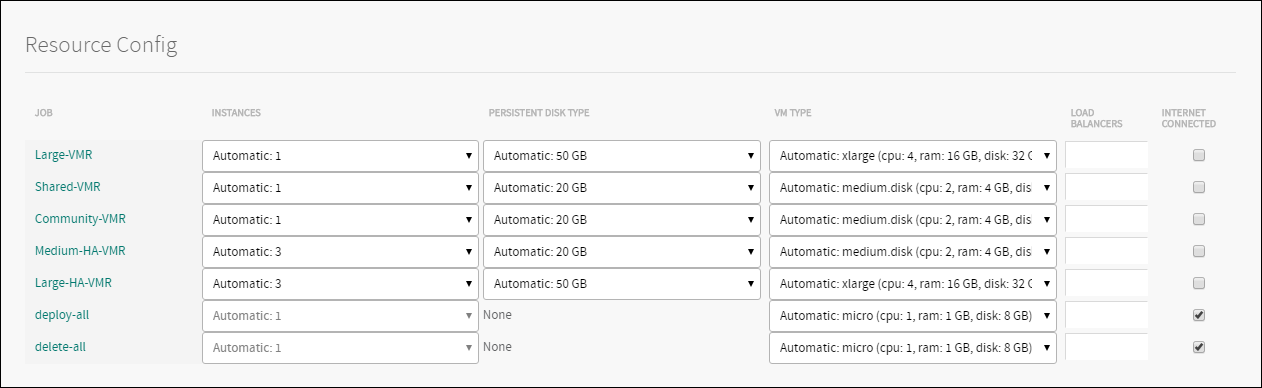 Resource Config
JOB INSTANCES PERSISTENT DISK TYPE VM TYPE LOAD BALANCERS INTERNET CONNECTED
Large-VMR Automatic: 1 Automatic: 50 GB Automatic: xlarge (cpu: 4, ram: 16 GB, disk: 32 G
Shared-VMR Automatic: 1 Automatic: 20 GB Automatic: medium.disk (cpu: 2, ram: 4 GB, dis
Community-VMR Automatic: 1 Automatic: 20 GB Automatic: medium.disk (cpu: 2, ram: 4 GB, dis
Medium-HA-VMR Automatic: 3 Automatic: 20 GB Automatic: medium.disk (cpu: 2, ram: 4 GB, dis
Large-HA-VMR Automatic: 3 Automatic: 50 GB Automatic: xlarge (cpu: 4, ram: 16 GB, disk: 32 G
deploy-all Automatic: 1 None Automatic: micro (cpu: 1, ram: 1 GB, disk: 8 GB)
delete-all Automatic: 1 None Automatic: micro (cpu: 1, ram: 1 GB, disk: 8 GB)